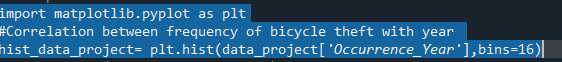 import matplotlib.pyplot as plt
#Correlation between frequency of bicycle theft with year
hist_data_project= plt.hist(data_project['Occurrence_Year'],bins=16)